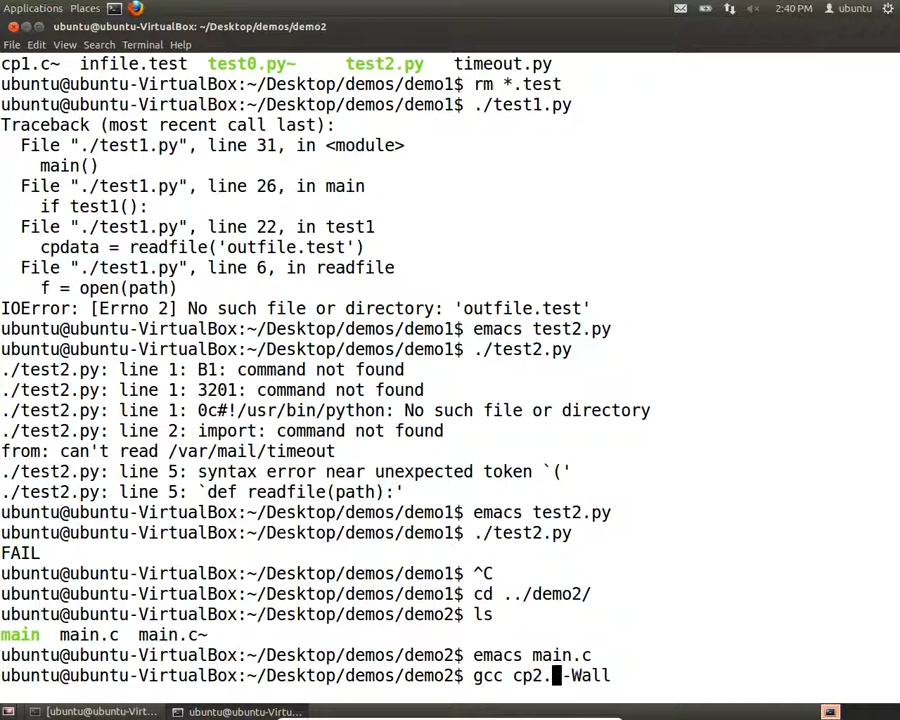 Applications Places 2:40 PM ubuntu
ubuntu@ubuntu-VirtualBox: ~/Desktop/demos/demo2
File Edit View Search Terminal Help
cp1.c~ infile.test test0.py~ test2.py timeout.py
ubuntu@ubuntu-VirtualBox:~/Desktop/demos/demo1$ rm *.test
ubuntu@ubuntu-VirtualBox:~/Desktop/demos/demo1$ ./test1.py
Traceback (most recent call last):
File "./test1.py", line 31, in <module>
main()
File "./test1.py", line 26, in main
if test1():
File "./test1.py", line 22, in test1
cpdata = readfile('outfile.test')
File "./test1.py", line 6, in readfile
f = open(path)
IOError: [Errno 2] No such file or directory: 'outfile.test'
ubuntu@ubuntu-VirtualBox:~/Desktop/demos/demo1$ emacs test2.py
ubuntu@ubuntu-VirtualBox:~/Desktop/demos/demo1$ ./test2.py
./test2.py: line 1: B1: command not found
./test2.py: line 1: 3201: command not found
./test2.py: line 1: 0c#!/usr/bin/python: No such file or directory
./test2.py: line 2: import: command not found
from: can't read /var/mail/timeout
./test2.py: line 5: syntax error near unexpected token `('
./test2.py: line 5: `def readfile(path):'
ubuntu@ubuntu-VirtualBox:~/Desktop/demos/demo1$ emacs test2.py
ubuntu@ubuntu-VirtualBox:~/Desktop/demos/demo1$ ./test2.py
FAIL
ubuntu@ubuntu-VirtualBox:~/Desktop/demos/demo1$ ^C
ubuntu@ubuntu-VirtualBox:~/Desktop/demos/demo1$ cd ../demo2/
ubuntu@ubuntu-VirtualBox:~/Desktop/demos/demo2$ ls
main main.c main.c~
ubuntu@ubuntu-VirtualBox:~/Desktop/demos/demo2$ emacs main.c
ubuntu@ubuntu-VirtualBox:~/Desktop/demos/demo2$ gcc cp2. -Wall
[ubuntu@ubuntu-VirtualBox: ~/... ubuntu@ubuntu-VirtualBox: ~/...